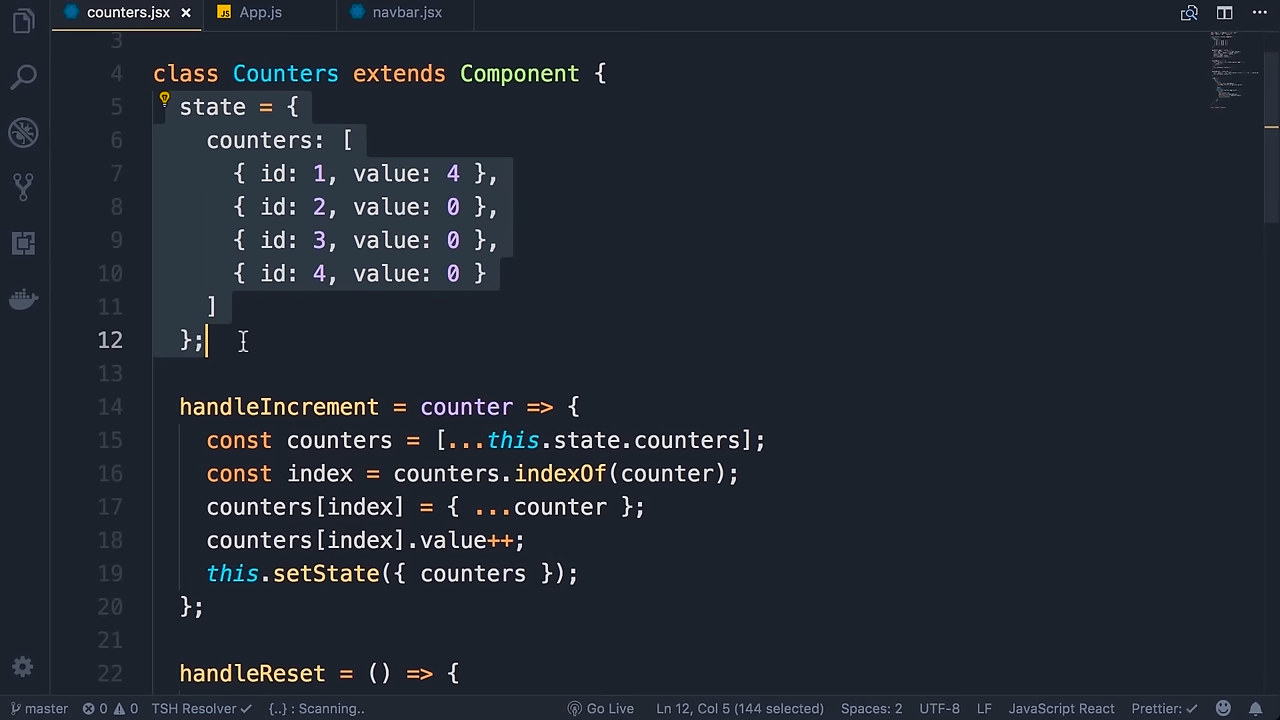 counters.jsx × JS App.js navbar.jsx
3
4 class Counters extends Component {
5 state = {
6 counters: [
7 { id: 1, value: 4 },
8 { id: 2, value: 0 },
9 { id: 3, value: 0 },
10 { id: 4, value: 0 }
11 ]
12 };
13
14 handleIncrement = counter => {
15 const counters = [...this.state.counters];
16 const index = counters.indexOf(counter);
17 counters[index] = { ...counter };
18 counters[index].value++;
19 this.setState({ counters });
20 };
21
22 handleReset = () => {
master 0 0 TSH Resolver {..} : Scanning.. Go Live Ln 12, Col 5 (144 selected) Spaces: 2 UTF-8 LF JavaScript React Prettier: